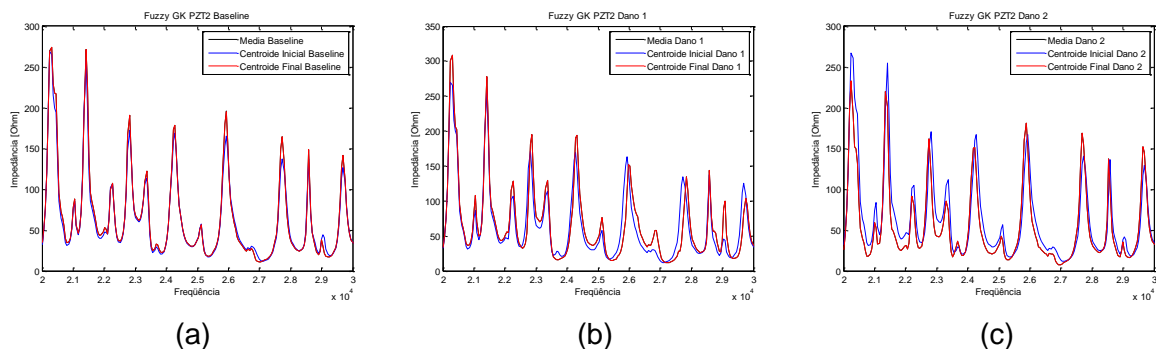 Fuzzy GK PZT2 Baseline
300
250
200
150
100
50
0
Impedância [Ohm]
Media Baseline
Centroide Inicial Baseline
Centroide Final Baseline
2 2.1 2.2 2.3 2.4 2.5 2.6 2.7 2.8 2.9 3
Freqüência
x 10⁴
(a)
Fuzzy GK PZT2 Dano 1
350
300
250
200
150
100
50
0
Impedância [Ohm]
Media Dano 1
Centroide Inicial Dano 1
Centroide Final Dano 1
2 2.1 2.2 2.3 2.4 2.5 2.6 2.7 2.8 2.9 3
Freqüência
x 10⁴
(b)
Fuzzy GK PZT2 Dano 2
300
250
200
150
100
50
0
Impedância [Ohm]
Media Dano 2
Centroide Inicial Dano 2
Centroide Final Dano 2
2 2.1 2.2 2.3 2.4 2.5 2.6 2.7 2.8 2.9 3
Freqüência
x 10⁴
(c)